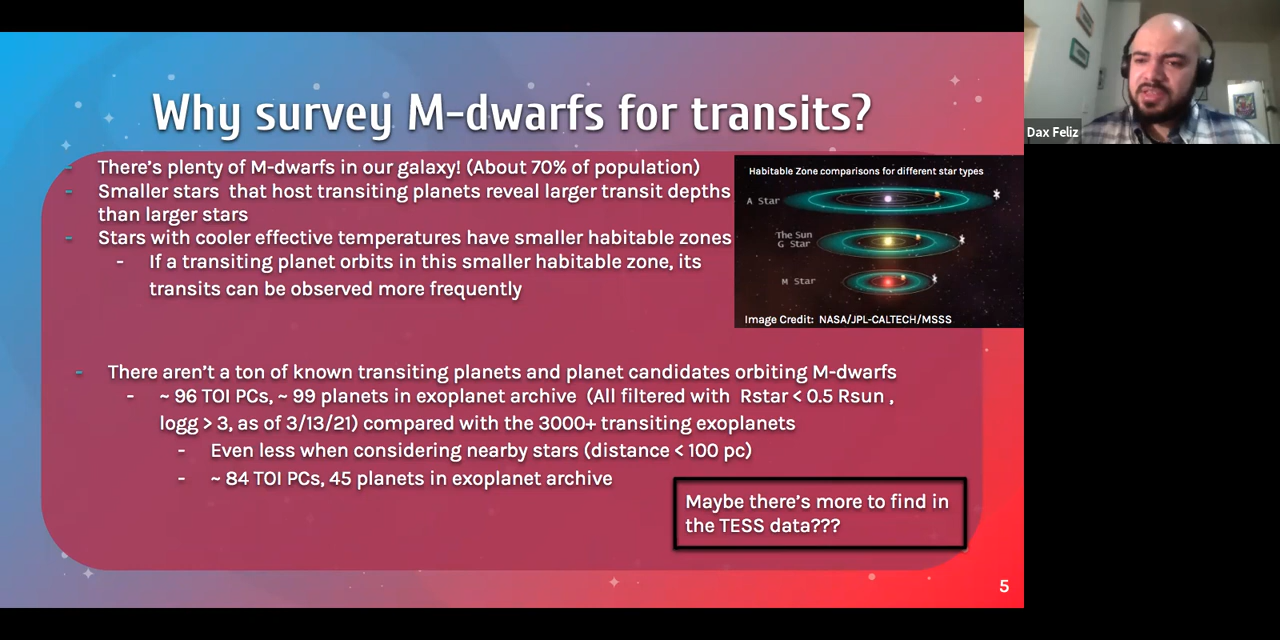 Why survey M-dwarfs for transits?
- There's plenty of M-dwarfs in our galaxy! (About 70% of population)
- Smaller stars that host transiting planets reveal larger transit depths
than larger stars
- Stars with cooler effective temperatures have smaller habitable zones
- If a transiting planet orbits in this smaller habitable zone, its
transits can be observed more frequently
Habitable Zone comparisons for different star types
A Star
The Sun
G Star
M Star
Image Credit: NASA/JPL-CALTECH/MSSS
- There aren't a ton of known transiting planets and planet candidates orbiting M-dwarfs
- ~ 96 TOI PCs, ~ 99 planets in exoplanet archive (All filtered with Rstar < 0.5 Rsun ,
logg > 3, as of 3/13/21) compared with the 3000+ transiting exoplanets
- Even less when considering nearby stars (distance < 100 pc)
- ~ 84 TOI PCs, 45 planets in exoplanet archive
Maybe there's more to find in
the TESS data???
5
Dax Feliz